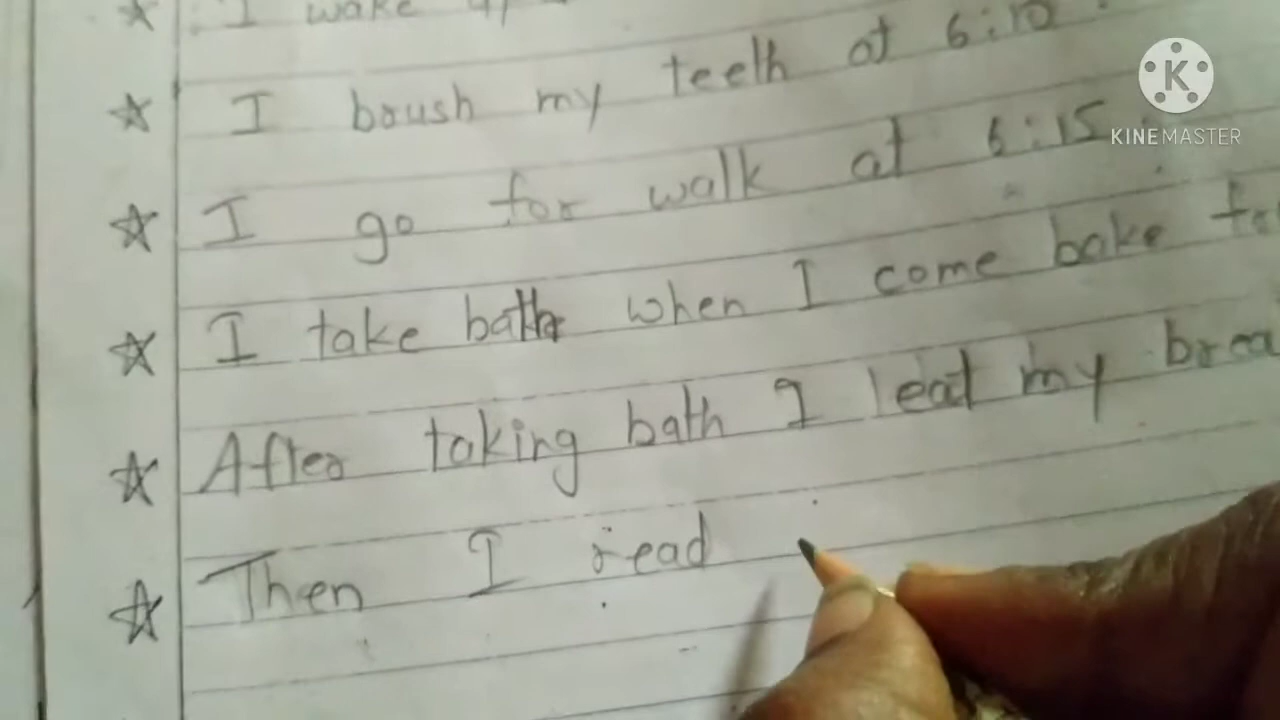 ☆ I wake
☆ I brush my teeth at 6:10.
☆ I go for walk at 6:15.
☆ I take bath when I come bake
☆ After taking bath I eat my
☆ Then I read
K
KINEMASTER